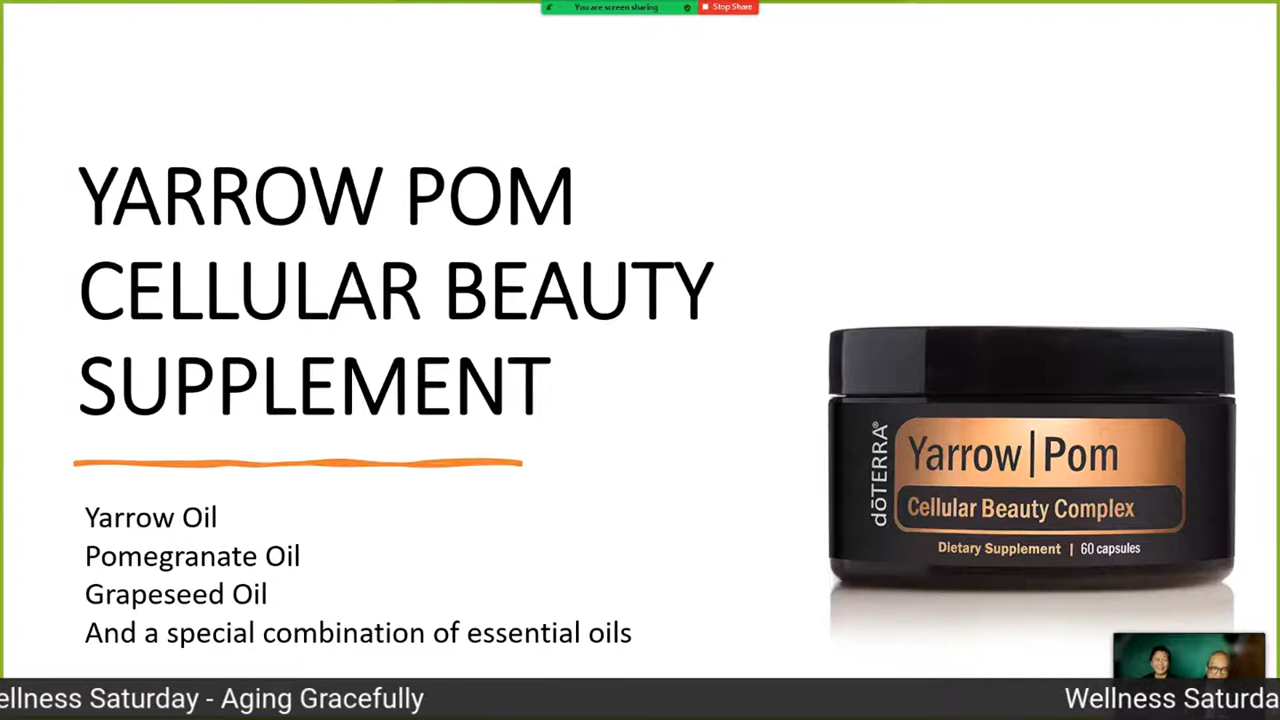 You are screen sharing
Stop Share
YARROW POM
CELLULAR BEAUTY
SUPPLEMENT
Yarrow Oil
Pomegranate Oil
Grapeseed Oil
And a special combination of essential oils
dōTERRA®
Yarrow|Pom
Cellular Beauty Complex
Dietary Supplement | 60 capsules
ellness Saturday - Aging Gracefully
Wellness Saturda